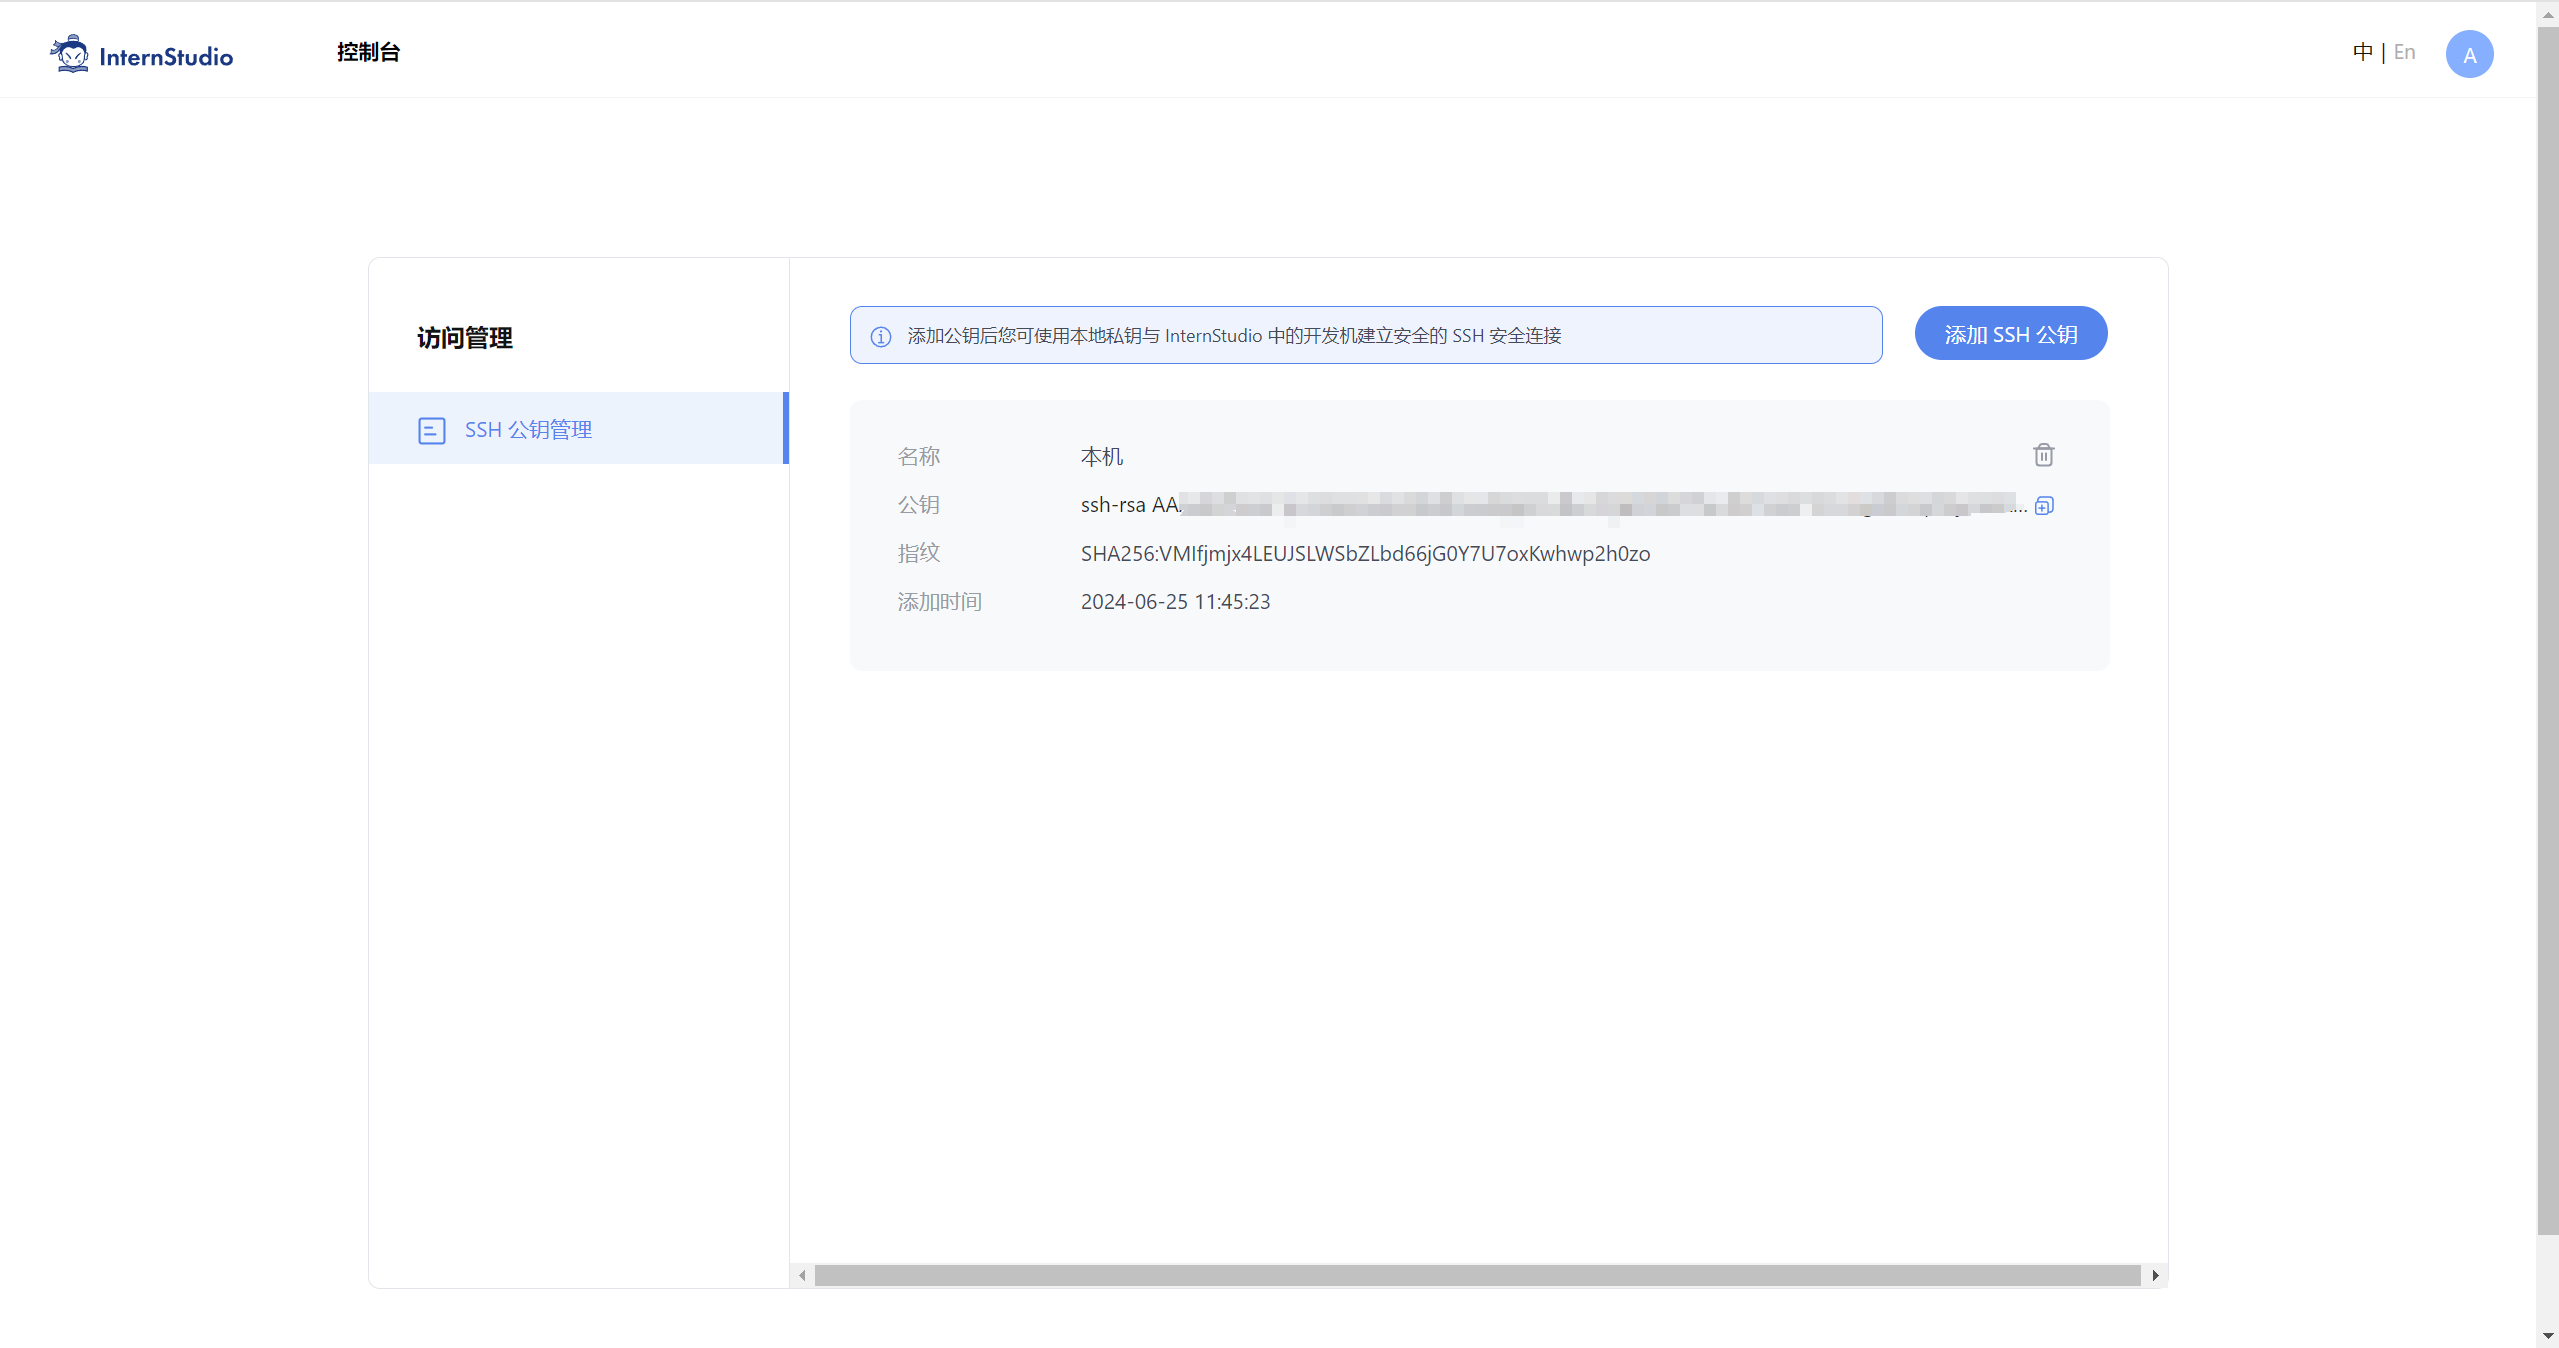 InternStudio
控制台
中 | En
A
访问管理
SSH 公钥管理
添加公钥后您可使用本地私钥与 InternStudio 中的开发机建立安全的 SSH 安全连接
添加 SSH 公钥
名称 本机
公钥 ssh-rsa AA
指纹 SHA256:VMIfjmjx4LEUJSLWSbZLbd66jG0Y7U7oxKwhwp2h0zo
添加时间 2024-06-25 11:45:23